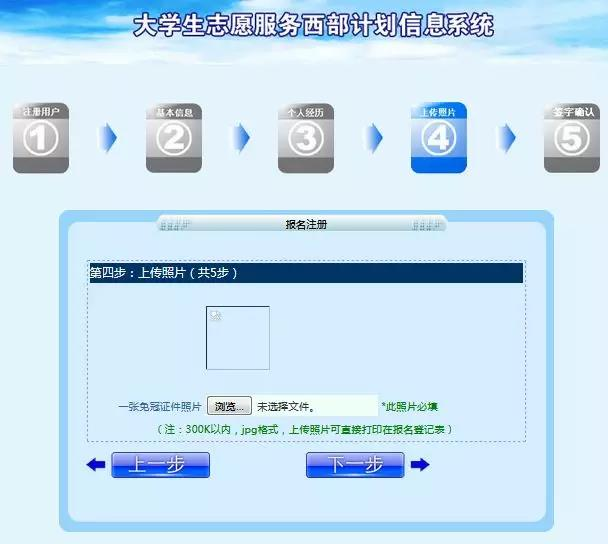 大学生志愿服务西部计划信息系统
注册用户
1
基本信息
2
个人经历
3
上传照片
4
签字确认
5
报名注册
第四步：上传照片（共5步）
一张免冠证件照片 浏览... 未选择文件。 *此照片必填
（注：300K以内，jpg格式，上传照片可直接打印在报名登记表）
上一步 下一步